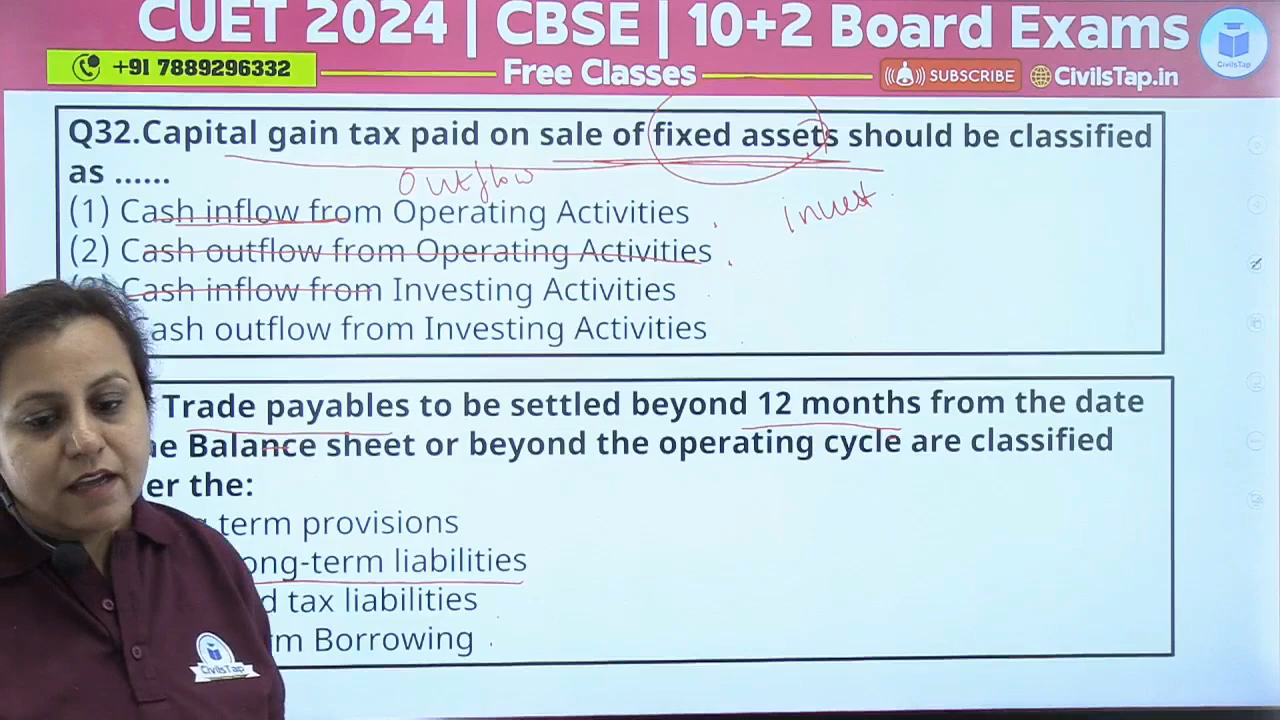 CUET 2024 | CBSE | 10+2 Board Exams
+91 7889296332
Free Classes
SUBSCRIBE
CivilsTap.in
CivilsTap
Q32.Capital gain tax paid on sale of fixed assets should be classified
as ......
outflow
invest
(1) Cash inflow from Operating Activities
(2) Cash outflow from Operating Activities
Cash inflow from Investing Activities
Cash outflow from Investing Activities
Trade payables to be settled beyond 12 months from the date
Balance sheet or beyond the operating cycle are classified
the:
term provisions
ong-term liabilities
tax liabilities
Borrowing
CivilsTap